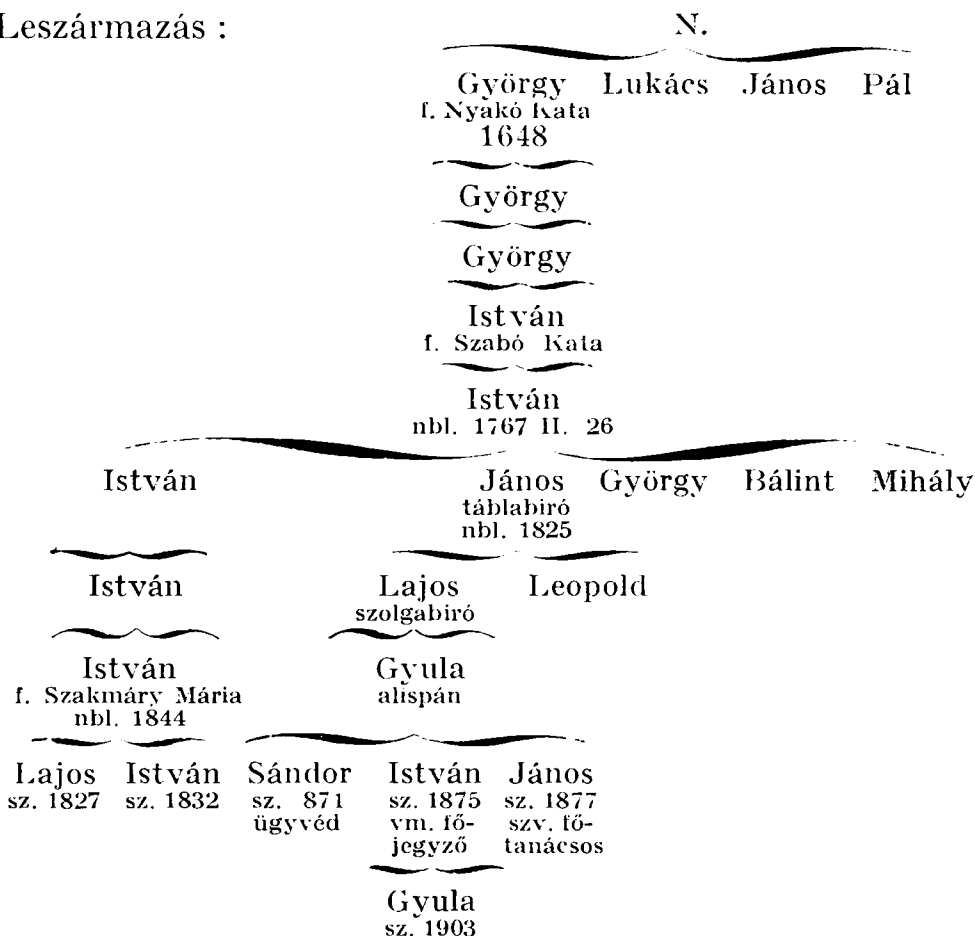 Leszármazás :
N.
György Lukács János Pál
f. Nyakó Kata
1648
György
György
István
f. Szabó Kata
István
nbl. 1767 II. 26
István János György Bálint Mihály
táblabiró
nbl. 1825
István Lajos Leopold
szolgabiró
István Gyula
f. Szakmáry Mária alispán
nbl. 1844
Lajos István Sándor István János
sz. 1827 sz. 1832 sz. 871 sz. 1875 sz. 1877
ügyvéd vm. fő- szv. fő-
jegyző tanácsos
Gyula
sz. 1903